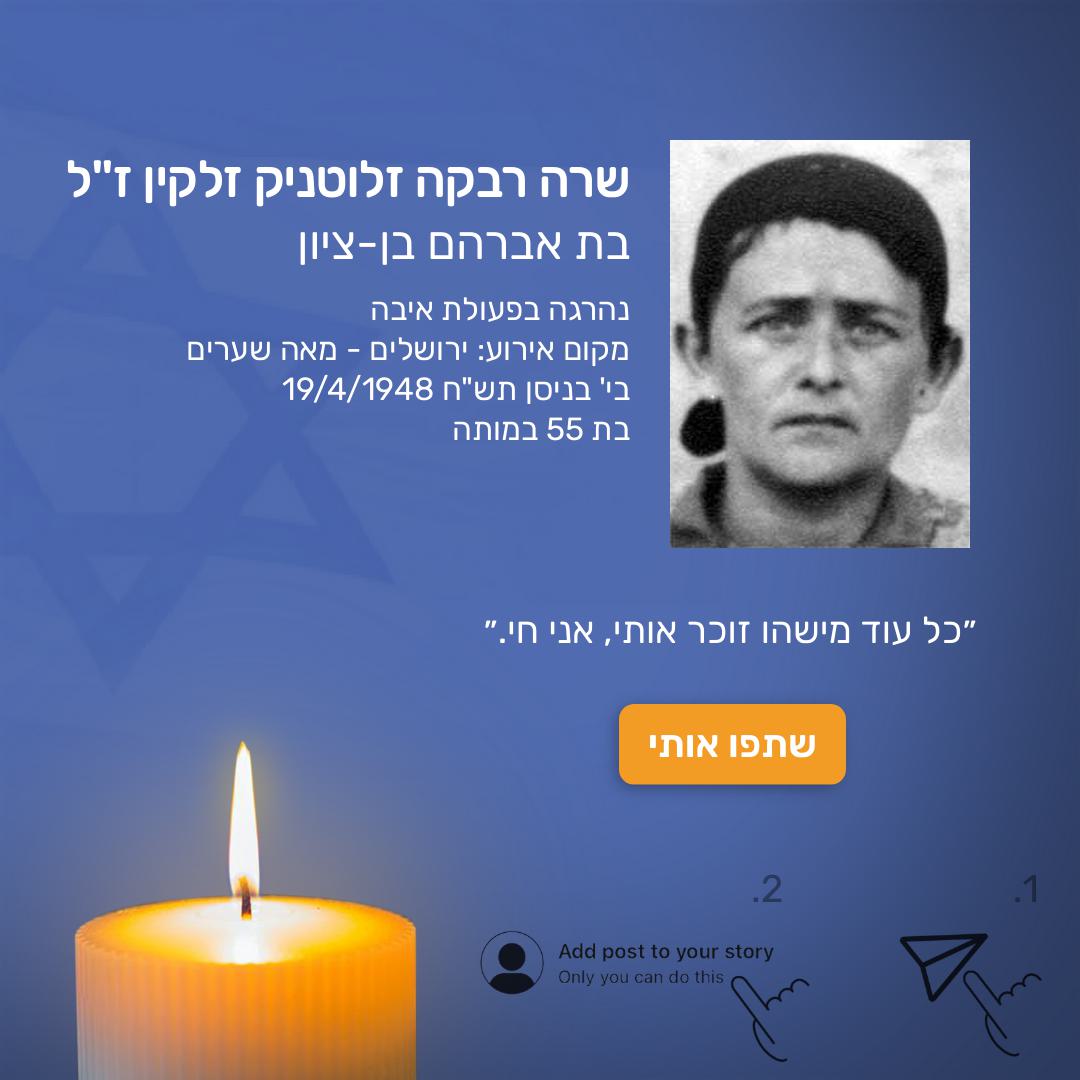 שרה רבקה זלוטניק זלקין ז"ל
בת אברהם בן-ציון
נהרגה בפעולת איבה
מקום אירוע: ירושלים - מאה שערים
בי' בניסן תש"ח 19/4/1948
בת 55 במותה
״כל עוד מישהו זוכר אותי, אני חי.״
שתפו אותי
.1
.2
Add post to your story
Only you can do this